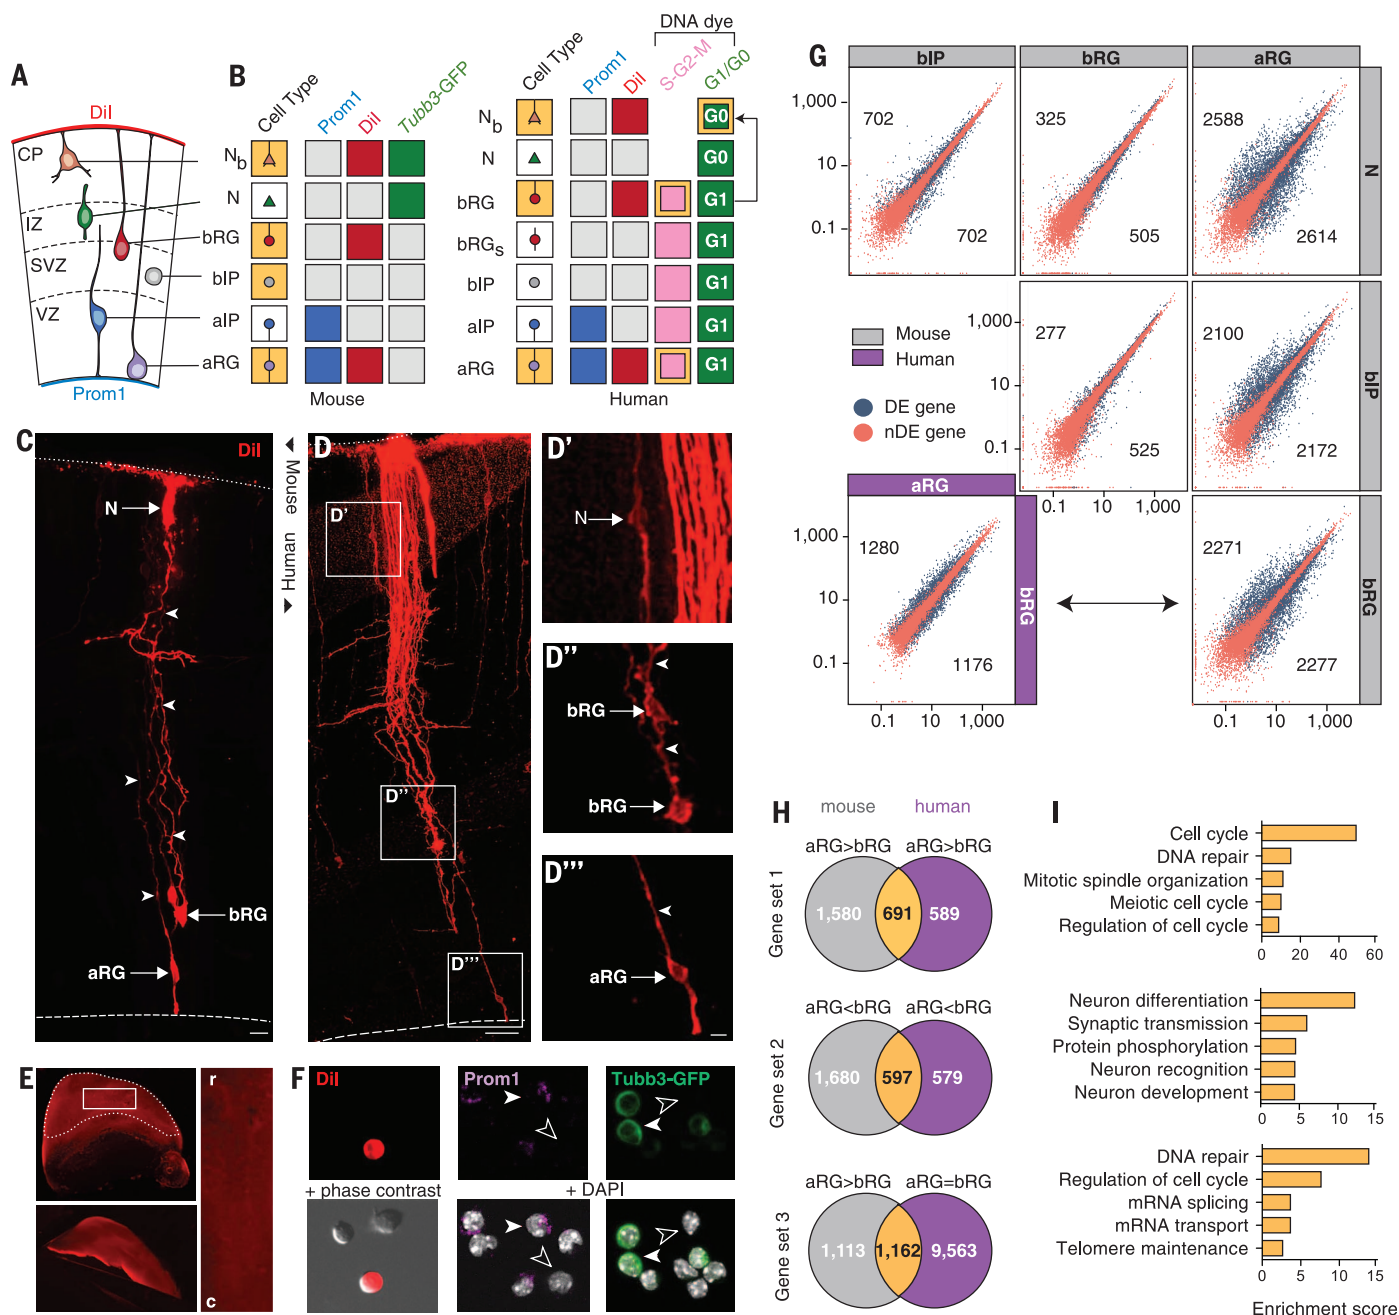 A
DiI
CP
IZ
SVZ
VZ
Prom1
B
Cell Type
Prom1
DiI
Tubb3-GFP
Nb
N
bRG
bIP
aIP
aRG
Mouse
DNA dye
Cell Type
Prom1
DiI
S-G2-M
G1/G0
Nb
G0
N
G0
bRG
G1
bRGs
G1
bIP
G1
aIP
G1
aRG
G1
Human
C
DiI
N
bRG
aRG
Mouse
Human
D
D'
D''
D'''
D'
N
D''
bRG
bRG
D'''
aRG
E
r
c
F
DiI
Prom1
Tubb3-GFP
+ phase contrast
+ DAPI
G
bIP
bRG
aRG
N
bIP
bRG
1,000
10
0.1
702
702
325
505
2588
2614
Mouse
Human
DE gene
nDE gene
1,000
10
0.1
277
525
0.1
10
1,000
2100
2172
aRG
bRG
1,000
10
0.1
1280
1176
0.1
10
1,000
2271
2277
0.1
10
1,000
H
mouse
human
Gene set 1
aRG>bRG
aRG>bRG
1,580
691
589
Gene set 2
aRG<bRG
aRG<bRG
1,680
597
579
Gene set 3
aRG>bRG
aRG=bRG
1,113
1,162
9,563
I
Cell cycle
DNA repair
Mitotic spindle organization
Meiotic cell cycle
Regulation of cell cycle
0
20
40
60
Neuron differentiation
Synaptic transmission
Protein phosphorylation
Neuron recognition
Neuron development
0
5
10
15
DNA repair
Regulation of cell cycle
mRNA splicing
mRNA transport
Telomere maintenance
0
5
10
15
Enrichment score